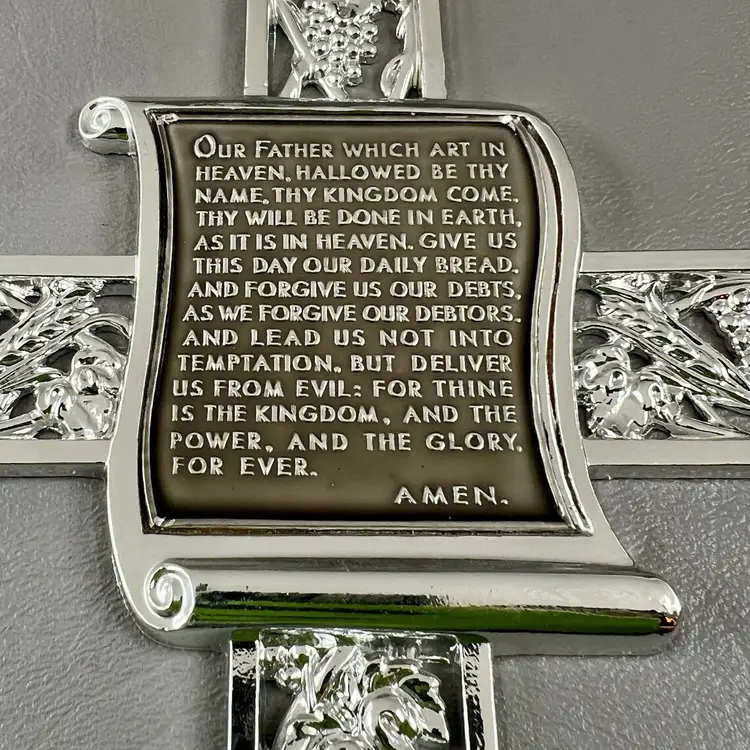 OUR FATHER WHICH ART IN
HEAVEN, HALLOWED BE THY
NAME, THY KINGDOM COME.
THY WILL BE DONE IN EARTH,
AS IT IS IN HEAVEN. GIVE US
THIS DAY OUR DAILY BREAD.
AND FORGIVE US OUR DEBTS,
AS WE FORGIVE OUR DEBTORS.
AND LEAD US NOT INTO
TEMPTATION, BUT DELIVER
US FROM EVIL: FOR THINE
IS THE KINGDOM, AND THE
POWER, AND THE GLORY,
FOR EVER.
AMEN.